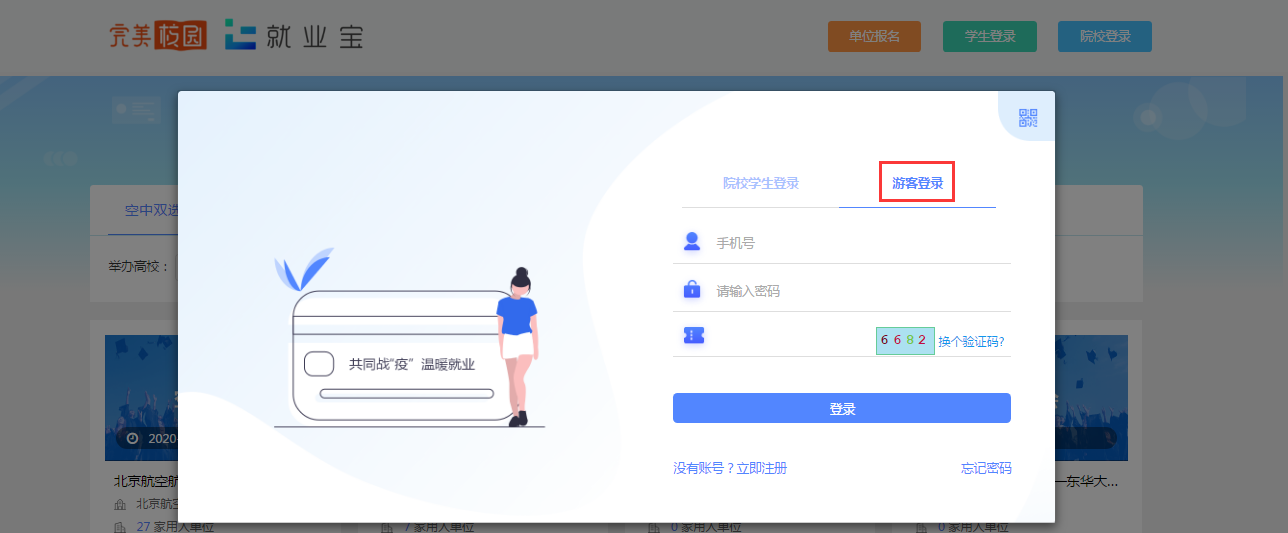 完美校园 就业宝
单位报名 学生登录 院校登录
院校学生登录 游客登录
空中双选
手机号
举办高校：
请输入密码
6 6 8 2 换个验证码?
共同战“疫” 温暖就业
登录
2020
没有账号？立即注册 忘记密码
北京航空航 —东华大...
北京航空
27 家用人单位 7 家用人单位 0 家用人单位 0 家用人单位